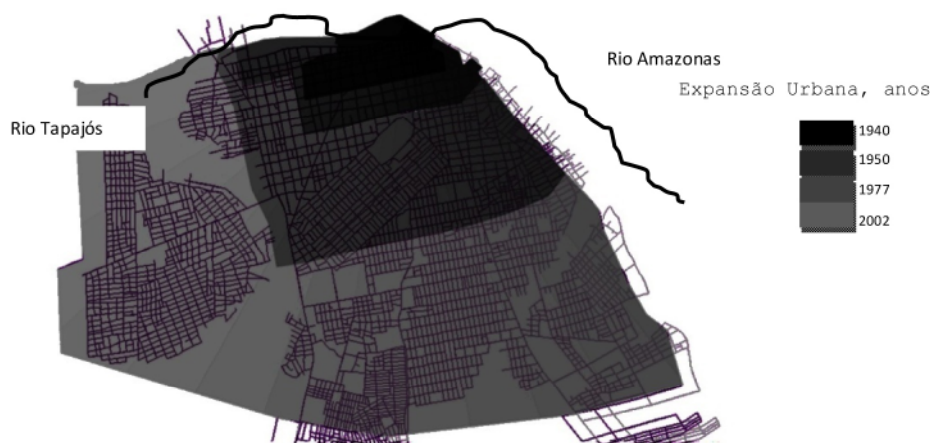 Rio Amazonas
Expansão Urbana, anos
Rio Tapajós
1940
1950
1977
2002